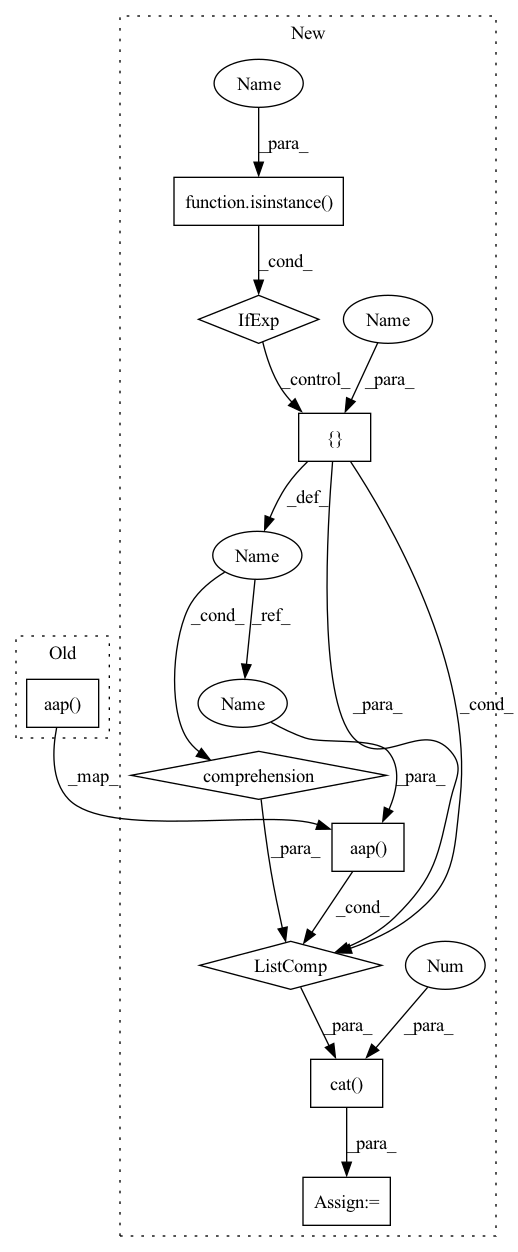 New
Name
_para_
function.isinstance()
_cond_
IfExp
Name
_control_
_para_
{}
_def_
Name
_cond_
_ref_
Old
aap()
Name
_para_
_cond_
_map_
comprehension
_para_
aap()
_para_
_cond_
ListComp
Num
_para_
_para_
cat()
_para_
Assign:=